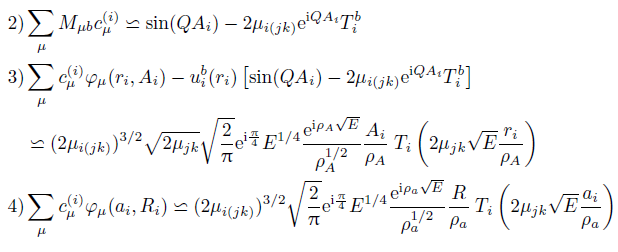 2) \sum_{\mu} M_{\mu b} c_{\mu}^{(i)} ≌ \sin(QA_i) − 2\mu_{i(jk)} e^{iQA_i} T_i^b
3) \sum_{\mu} c_{\mu}^{(i)} \varphi_{\mu}(r_i, A_i) − u_i^b(r_i) [\sin(QA_i) − 2\mu_{i(jk)} e^{iQA_i} T_i^b]
≌ (2\mu_{i(jk)})^{3/2} \sqrt{2\mu_{jk}} \sqrt{\frac{2}{\pi}} e^{i\frac{\pi}{4}} E^{1/4} \frac{e^{i\rho_A \sqrt{E}}}{\rho_A^{1/2}} \frac{A_i}{\rho_A} T_i \left( 2\mu_{jk} \sqrt{E} \frac{r_i}{\rho_A} \right)
4) \sum_{\mu} c_{\mu}^{(i)} \varphi_{\mu}(a_i, R_i) ≌ (2\mu_{i(jk)})^{3/2} \sqrt{\frac{2}{\pi}} e^{i\frac{\pi}{4}} E^{1/4} \frac{e^{i\rho_a \sqrt{E}}}{\rho_a^{1/2}} \frac{R}{\rho_a} T_i \left( 2\mu_{jk} \sqrt{E} \frac{a_i}{\rho_a} \right)